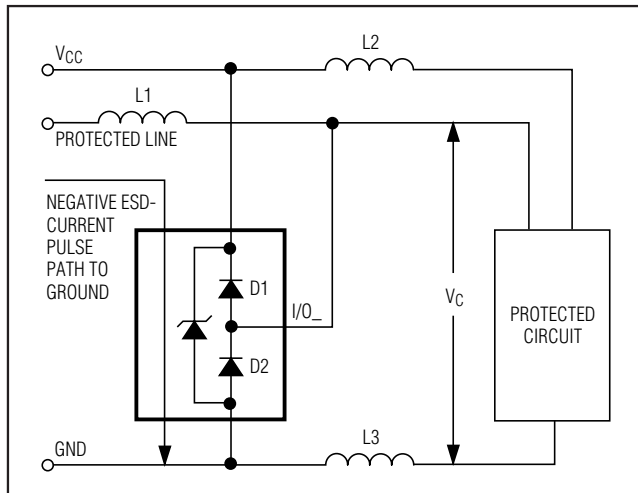 VCC
L2
L1
PROTECTED LINE
NEGATIVE ESD-
CURRENT
PULSE
PATH TO
GROUND
D1
I/O_
D2
VC
PROTECTED
CIRCUIT
GND
L3